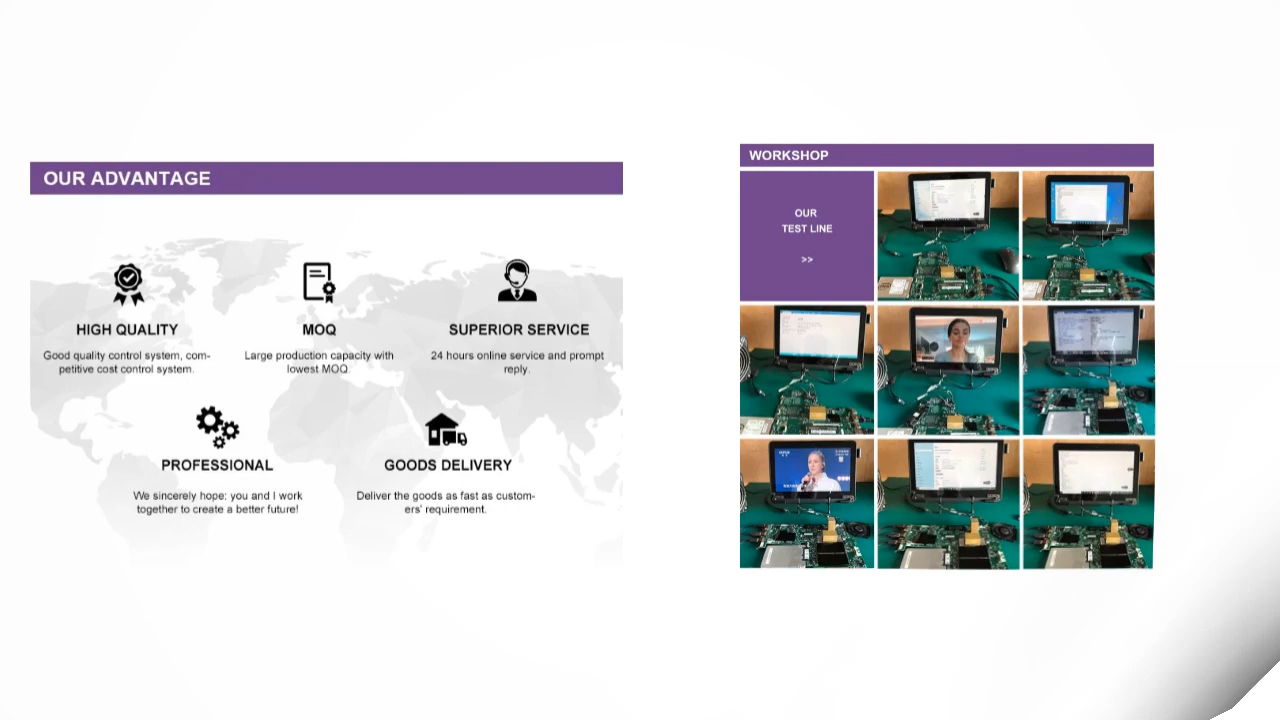 OUR ADVANTAGE
HIGH QUALITY
Good quality control system, com-
petitive cost control system.
MOQ
Large production capacity with
lowest MOQ.
SUPERIOR SERVICE
24 hours online service and prompt
reply.
PROFESSIONAL
We sincerely hope: you and I work
together to create a better future!
GOODS DELIVERY
Deliver the goods as fast as custom-
ers' requirement.
WORKSHOP
OUR
TEST LINE
>>